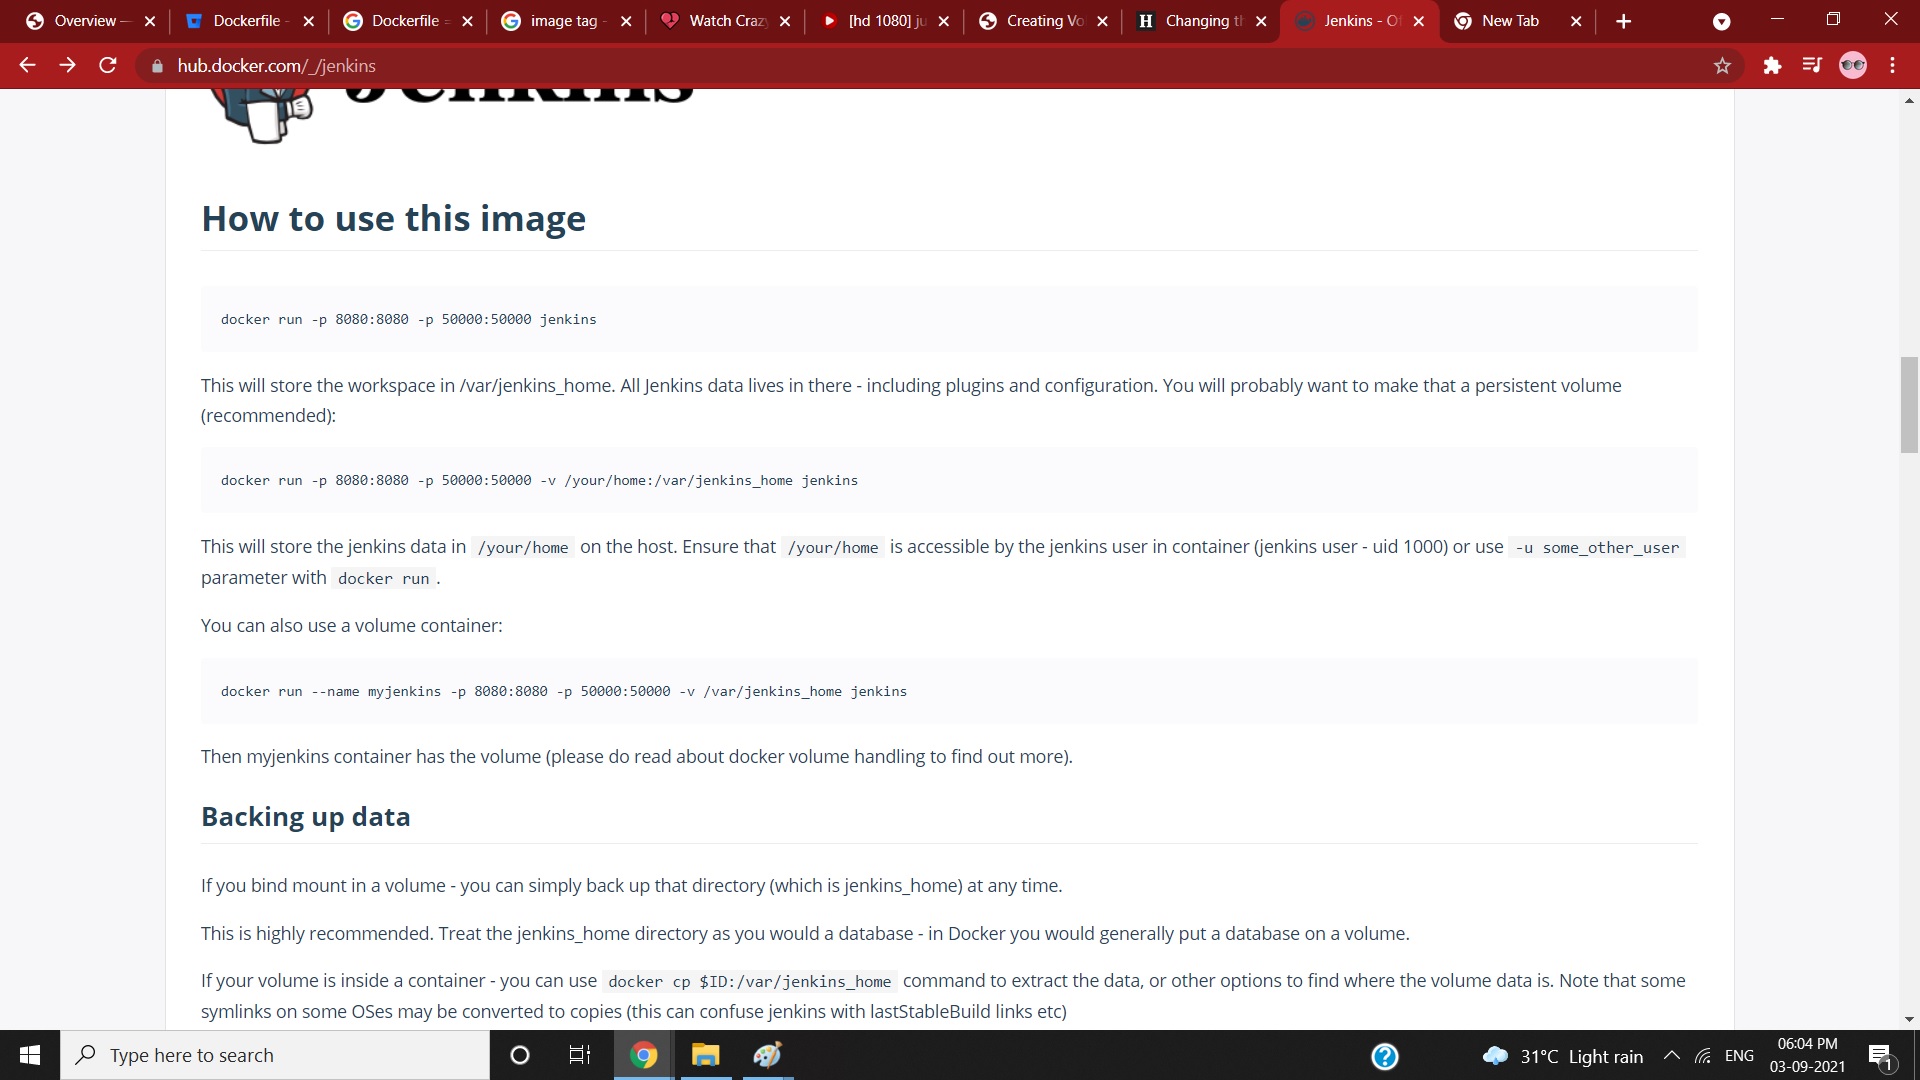 Overview —
Dockerfile -
Dockerfile =
image tag -
Watch Craz
[hd 1080] ju
Creating Vo
Changing th
Jenkins - Of
New Tab
hub.docker.com/_/jenkins
Jenkins
How to use this image
docker run -p 8080:8080 -p 50000:50000 jenkins
This will store the workspace in /var/jenkins_home. All Jenkins data lives in there - including plugins and configuration. You will probably want to make that a persistent volume
(recommended):
docker run -p 8080:8080 -p 50000:50000 -v /your/home:/var/jenkins_home jenkins
This will store the jenkins data in /your/home on the host. Ensure that /your/home is accessible by the jenkins user in container (jenkins user - uid 1000) or use -u some_other_user
parameter with docker run .
You can also use a volume container:
docker run --name myjenkins -p 8080:8080 -p 50000:50000 -v /var/jenkins_home jenkins
Then myjenkins container has the volume (please do read about docker volume handling to find out more).
Backing up data
If you bind mount in a volume - you can simply back up that directory (which is jenkins_home) at any time.
This is highly recommended. Treat the jenkins_home directory as you would a database - in Docker you would generally put a database on a volume.
If your volume is inside a container - you can use docker cp $ID:/var/jenkins_home command to extract the data, or other options to find where the volume data is. Note that some
symlinks on some OSes may be converted to copies (this can confuse jenkins with lastStableBuild links etc)
Type here to search
31°C Light rain
ENG
06:04 PM
03-09-2021
1